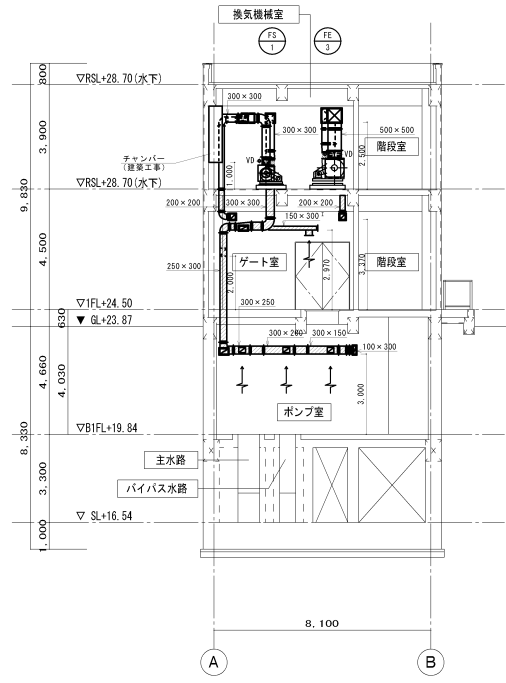 換気機械室
FS
1
FE
3
800
▽RSL+28.70(水下)
300×300
300×300
500×500
3,900
階段室
2,500
チャンバー
(建築工事)
VD
VD
1,000
▽RSL+28.70(水下)
9,830
200×200
300×300
200×200
150×300
4,500
250×300
ゲート室
階段室
2,970
3,370
2,000
▽1FL+24.50
300×250
630
▼ GL+23.87
300×200
300×150
100×300
4,660
4,030
3,000
ポンプ室
▽B1FL+19.84
8,330
主水路
3,300
バイパス水路
▽ SL+16.54
1,000
8,100
A
B